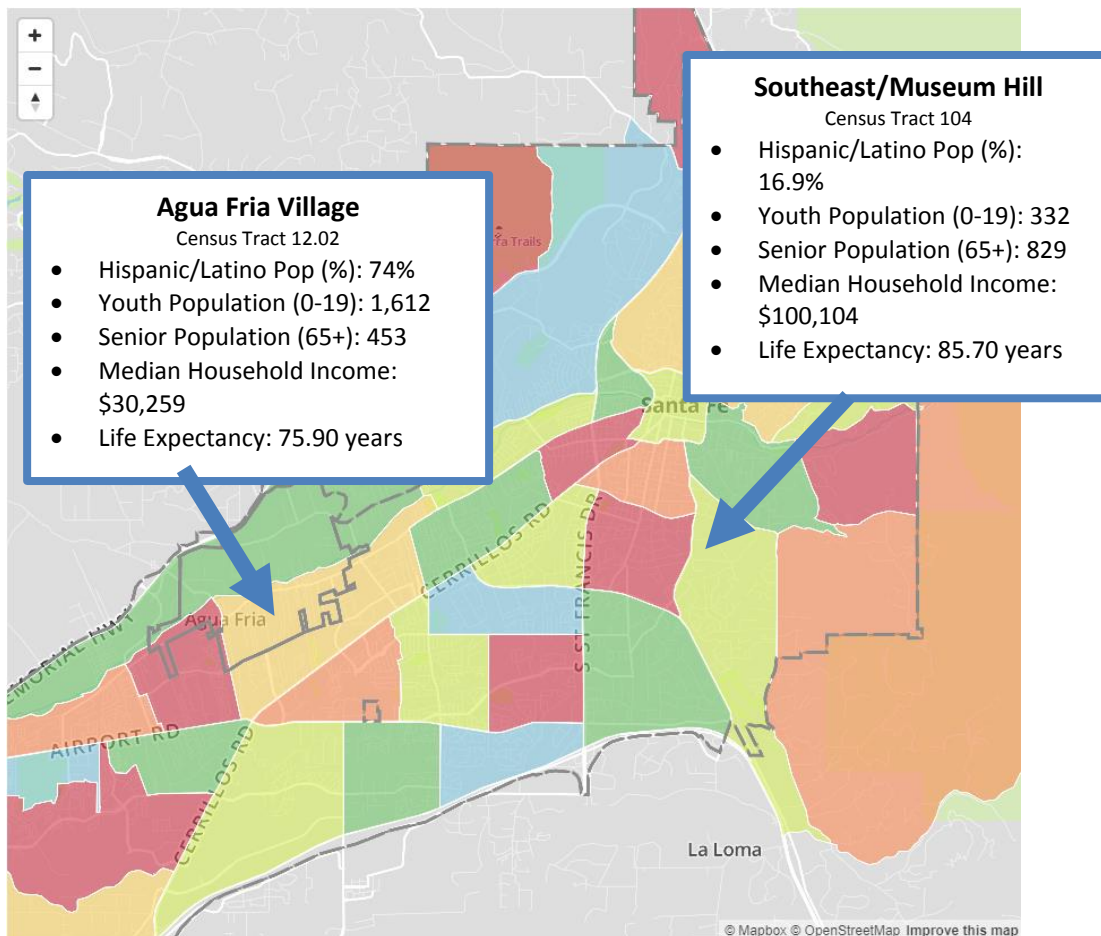 +
−
Southeast/Museum Hill
Census Tract 104
• Hispanic/Latino Pop (%):
16.9%
• Youth Population (0-19): 332
• Senior Population (65+): 829
• Median Household Income:
$100,104
• Life Expectancy: 85.70 years
Agua Fria Village
Census Tract 12.02
• Hispanic/Latino Pop (%): 74%
• Youth Population (0-19): 1,612
• Senior Population (65+): 453
• Median Household Income:
$30,259
• Life Expectancy: 75.90 years
Trails
Santa Fe
CERRILLOS RD
S ST FRANCIS DR
Agua Fria
EMORIAL HWY
AIRPORT RD
CERRILLOS RD
La Loma
© Mapbox © OpenStreetMap Improve this map